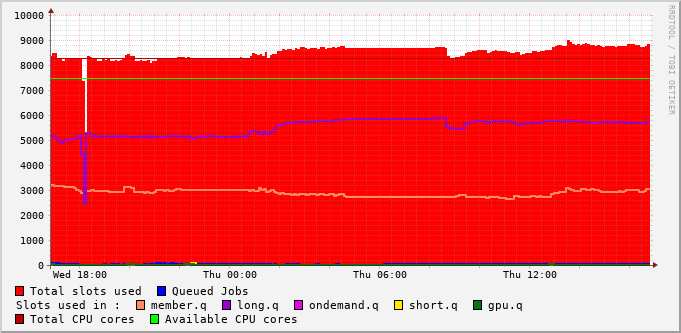 RRDTOOL / TOBI OETIKER
10000
9000
8000
7000
6000
5000
4000
3000
2000
1000
0
Wed 18:00 Thu 00:00 Thu 06:00 Thu 12:00
Total slots used Queued Jobs
Slots used in : member.q long.q ondemand.q short.q gpu.q
Total CPU cores Available CPU cores